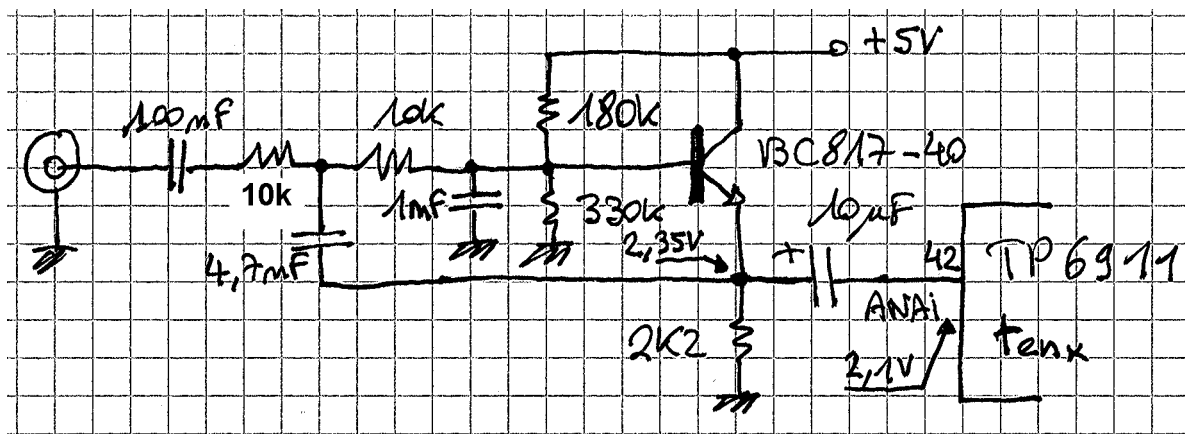 +5V
100nF
10k
180k
BC817-40
10k
1nF
330k
10µF
2,35V
+
42
TP6911
4,7nF
ANAi
2K2
2,1V
tenx